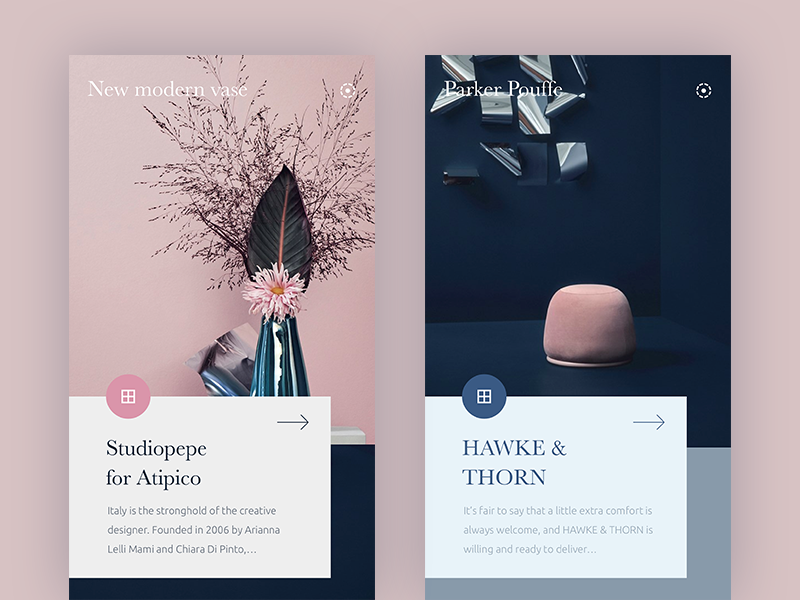 New modern vase
Studiopepe
for Atipico
Italy is the stronghold of the creative
designer. Founded in 2006 by Arianna
Lelli Mami and Chiara Di Pinto,...
Parker Pouffe
HAWKE &
THORN
It's fair to say that a little extra comfort is
always welcome, and HAWKE & THORN is
willing and ready to deliver...